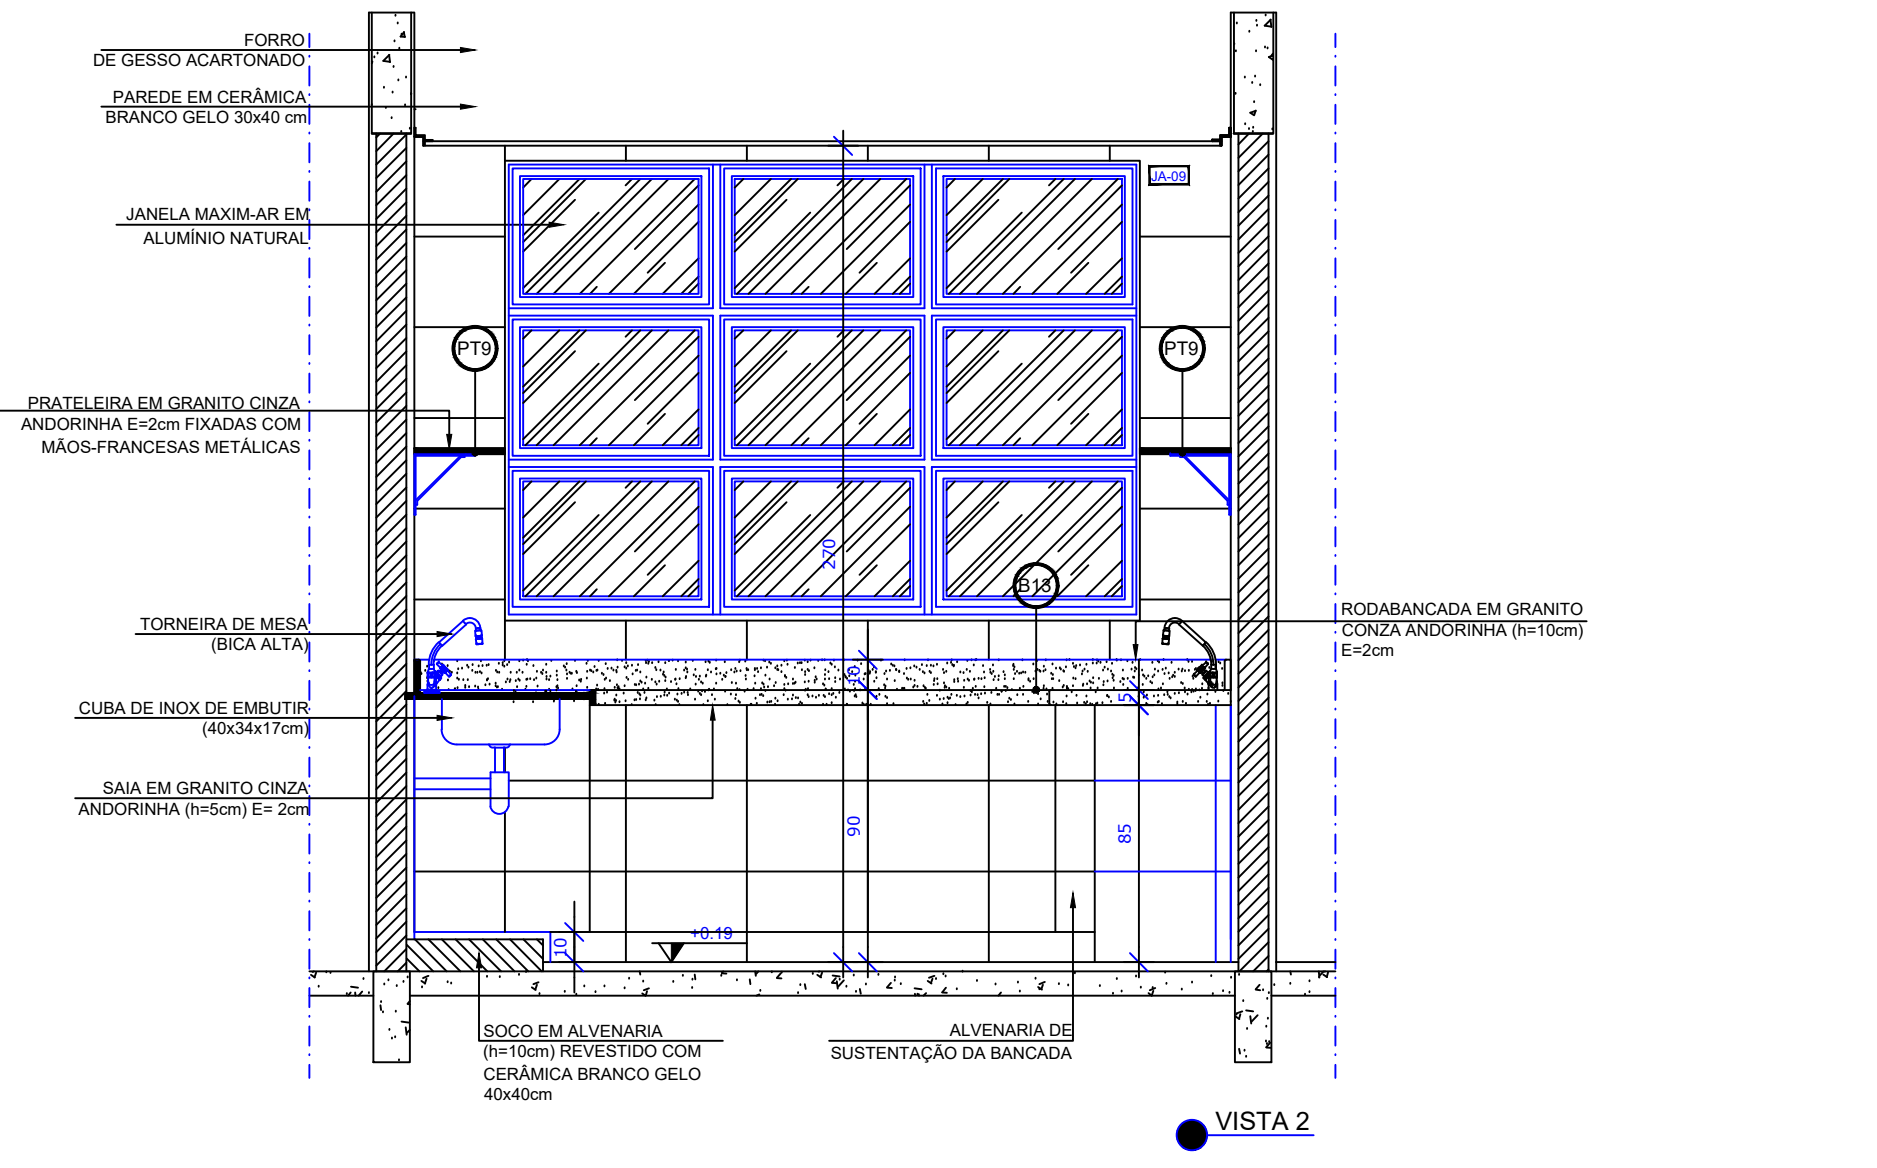 FORRO
DE GESSO ACARTONADO
PAREDE EM CERÂMICA
BRANCO GELO 30x40 cm
JA-09
JANELA MAXIM-AR EM
ALUMÍNIO NATURAL
PT9
PT9
PRATELEIRA EM GRANITO CINZA
ANDORINHA E=2cm FIXADAS COM
MÃOS-FRANCESAS METÁLICAS
270
B13
TORNEIRA DE MESA
(BICA ALTA)
RODABANCADA EM GRANITO
CONZA ANDORINHA (h=10cm)
E=2cm
10
5
CUBA DE INOX DE EMBUTIR
(40x34x17cm)
SAIA EM GRANITO CINZA
ANDORINHA (h=5cm) E= 2cm
90
85
10
+0.19
SOCO EM ALVENARIA
(h=10cm) REVESTIDO COM
CERÂMICA BRANCO GELO
40x40cm
ALVENARIA DE
SUSTENTAÇÃO DA BANCADA
VISTA 2